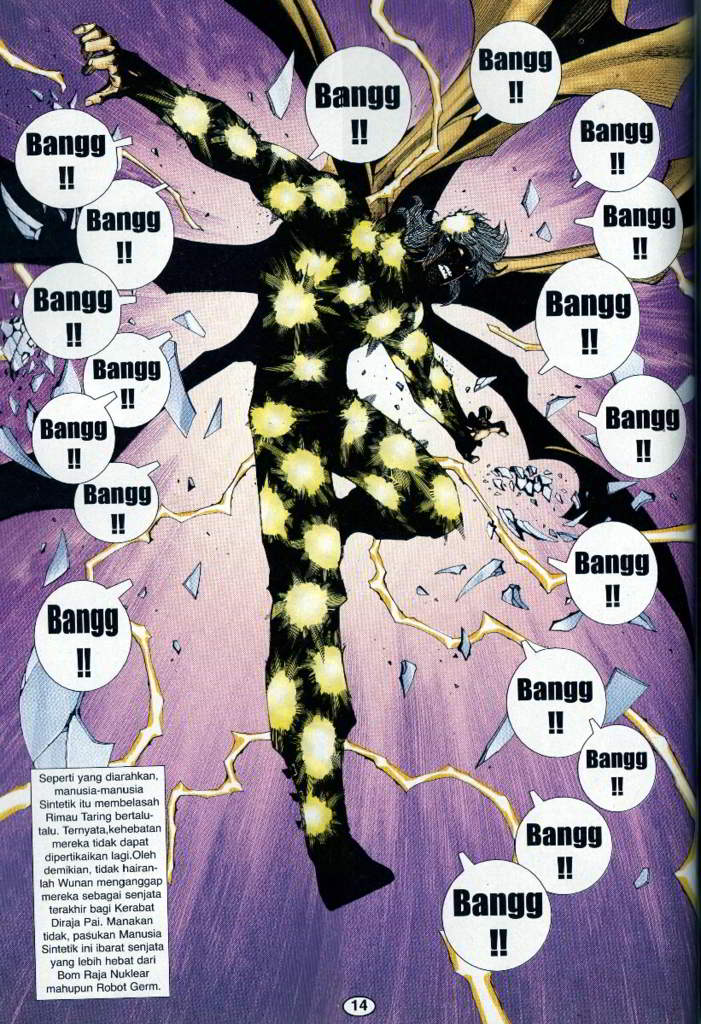 Bangg
!!
Bangg
!!
Bangg
!!
Bangg
!!
Bangg
!!
Bangg
!!
Bangg
!!
Bangg
!!
Bangg
!!
Bangg
!!
Bangg
!!
Bangg
!!
Bangg
!!
Bangg
!!
Bangg
!!
Bangg
!!
Bangg
!!
Bangg
!!
Bangg
!!
Seperti yang diarahkan,
manusia-manusia
Sintetik itu membelasah
Rimau Taring bertalu-
talu. Ternyata,kehebatan
mereka tidak dapat
dipertikaikan lagi.Oleh
demikian, tidak hairan-
lah Wunan menganggap
mereka sebagai senjata
terakhir bagi Kerabat
Diraja Pai. Manakan
tidak, pasukan Manusia
Sintetik ini ibarat senjata
yang lebih hebat dari
Bom Raja Nuklear
mahupun Robot Germ.
14